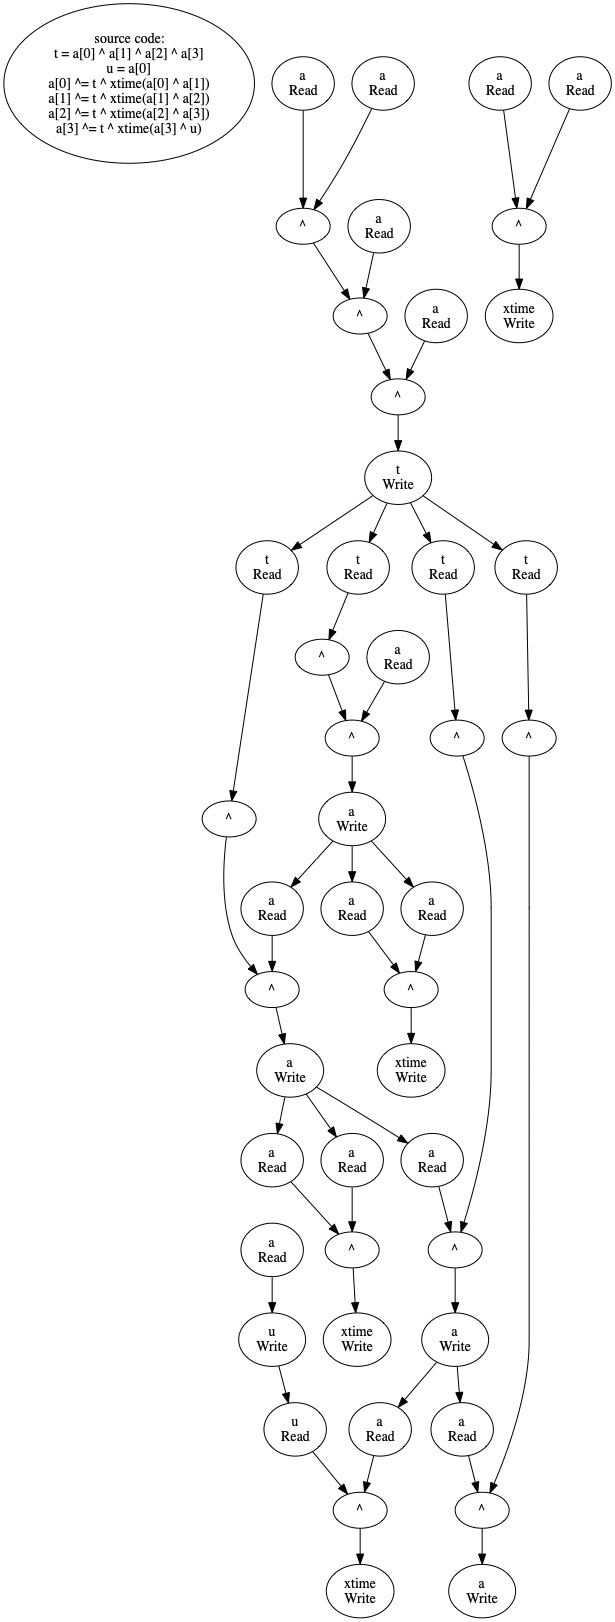 source code:
t = a[0] ^ a[1] ^ a[2] ^ a[3]
u = a[0]
a[0] ^= t ^ xtime(a[0] ^ a[1])
a[1] ^= t ^ xtime(a[1] ^ a[2])
a[2] ^= t ^ xtime(a[2] ^ a[3])
a[3] ^= t ^ xtime(a[3] ^ u)
a
Read
a
Read
a
Read
a
Read
^
a
Read
^
^
a
Read
xtime
Write
^
t
Write
t
Read
t
Read
t
Read
t
Read
^
a
Read
^
^
^
^
a
Write
a
Read
a
Read
a
Read
^
^
a
Write
xtime
Write
a
Read
a
Read
a
Read
a
Read
^
^
u
Write
xtime
Write
a
Write
u
Read
a
Read
a
Read
^
^
xtime
Write
a
Write